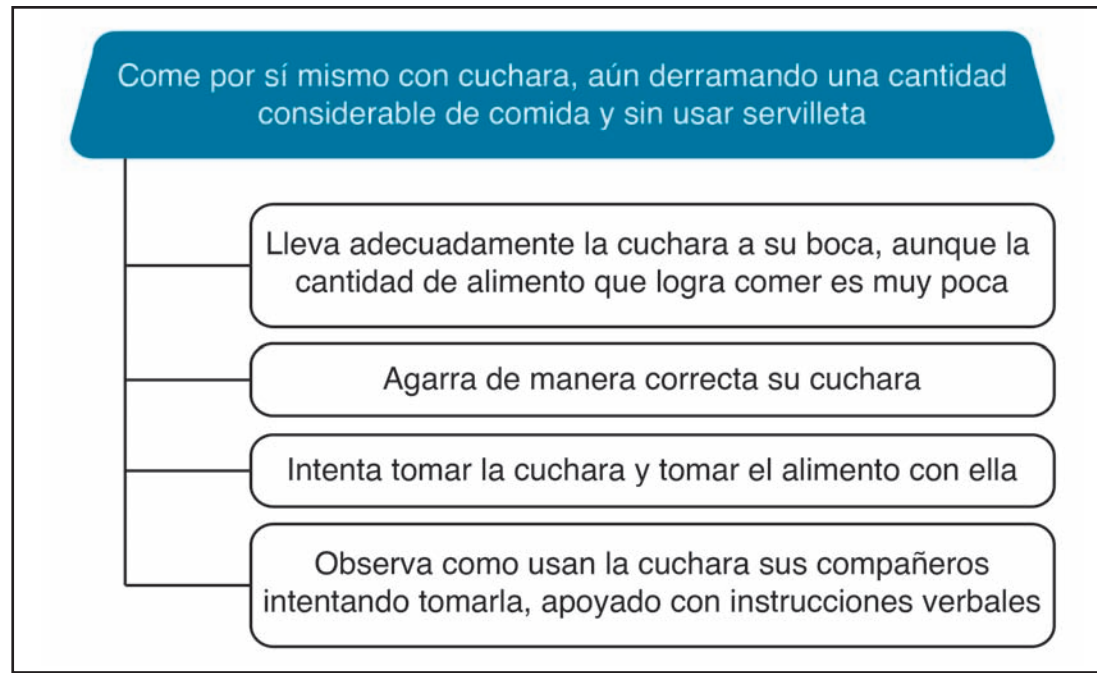 Come por sí mismo con cuchara, aún derramando una cantidad
considerable de comida y sin usar servilleta
Lleva adecuadamente la cuchara a su boca, aunque la
cantidad de alimento que logra comer es muy poca
Agarra de manera correcta su cuchara
Intenta tomar la cuchara y tomar el alimento con ella
Observa como usan la cuchara sus compañeros
intentando tomarla, apoyado con instrucciones verbales